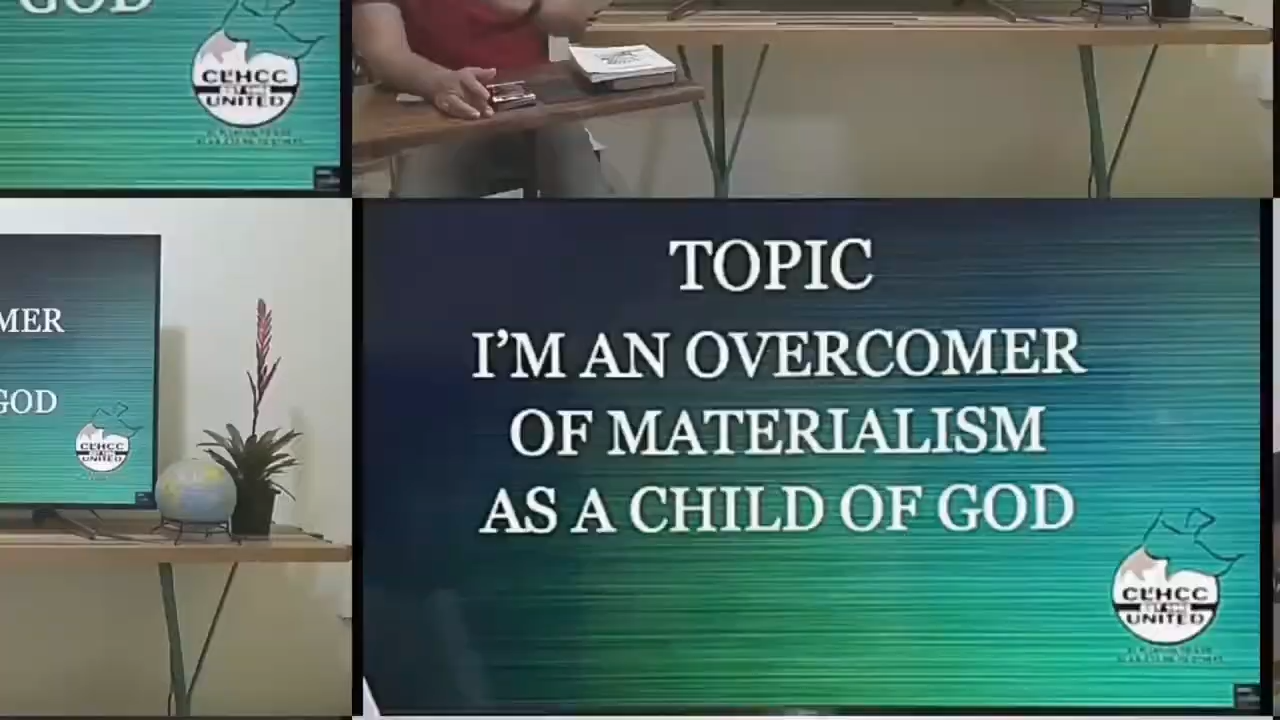 GOD
CLHCC
UNITED
MER
GOD
CLHCC
UNITED
TOPIC
I'M AN OVERCOMER
OF MATERIALISM
AS A CHILD OF GOD
CLHCC
UNITED